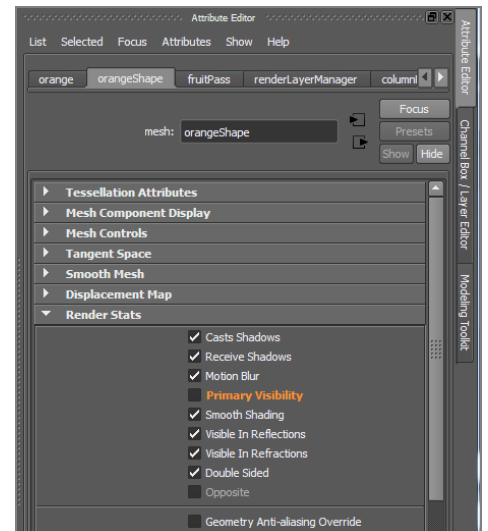 Attribute Editor
List Selected Focus Attributes Show Help
orange orangeShape fruitPass renderLayerManager columnl
Focus
mesh: orangeShape
Presets
Show Hide
Tessellation Attributes
Mesh Component Display
Mesh Controls
Tangent Space
Smooth Mesh
Displacement Map
Render Stats
Casts Shadows
Receive Shadows
Motion Blur
Primary Visibility
Smooth Shading
Visible In Reflections
Visible In Refractions
Double Sided
Opposite
Geometry Anti-aliasing Override
Attribute Editor
Channel Box / Layer Editor
Modeling Toolkit